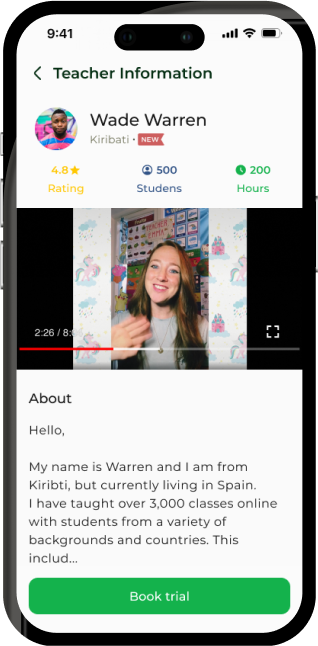 9:41
Teacher Information
Wade Warren
Kiribati • NEW
4.8 500 200
Rating Studens Hours
2:26 / 8:
About
Hello,
My name is Warren and I am from
Kiribti, but currently living in Spain.
I have taught over 3,000 classes online
with students from a variety of
backgrounds and countries. This
includ...
Book trial